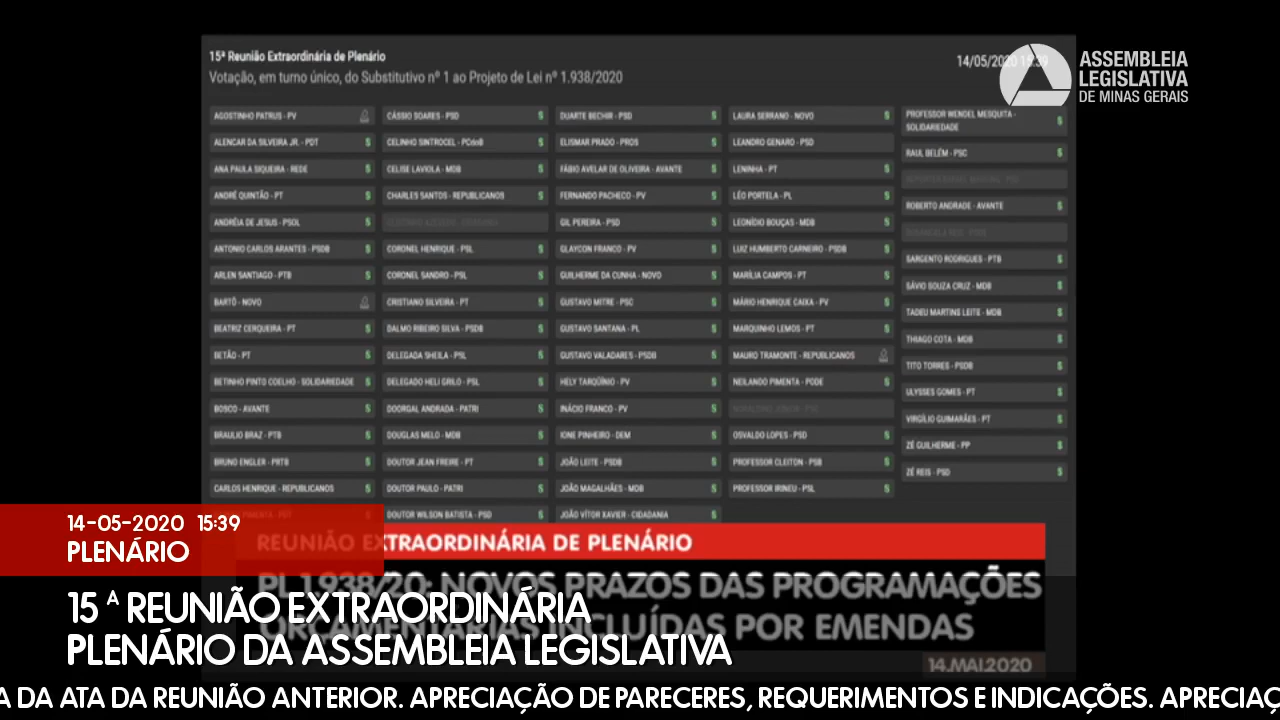 15ª Reunião Extraordinária de Plenário
Votação, em turno único, do Substitutivo nº 1 ao Projeto de Lei nº 1.938/2020
14/05/2020
ASSEMBLEIA
LEGISLATIVA
DE MINAS GERAIS
AGOSTINHO PATRUS - PV
ALENCAR DA SILVEIRA JR. - PDT S
ANA PAULA SIQUEIRA - REDE S
ANDRÉ QUINTÃO - PT S
ANDRÉIA DE JESUS - PSOL S
ANTONIO CARLOS ARANTES - PSDB S
ARLEN SANTIAGO - PTB S
BARTÔ - NOVO
BEATRIZ CERQUEIRA - PT S
BETÃO - PT S
BETINHO PINTO COELHO - SOLIDARIEDADE S
BOSCO - AVANTE S
BRAULIO BRAZ - PTB S
BRUNO ENGLER - PRTB S
CARLOS HENRIQUE - REPUBLICANOS S
CÁSSIO SOARES - PSD S
CELINHO SINTROCEL - PCdoB S
CELISE LAVIOLA - MDB S
CHARLES SANTOS - REPUBLICANOS S
CORONEL HENRIQUE - PSL S
CORONEL SANDRO - PSL S
CRISTIANO SILVEIRA - PT S
DALMO RIBEIRO SILVA - PSDB S
DELEGADA SHEILA - PSL S
DELEGADO HELI GRILO - PSL S
DOORGAL ANDRADA - PATRI S
DOUGLAS MELO - MDB S
DOUTOR JEAN FREIRE - PT S
DOUTOR PAULO - PATRI S
DOUTOR WILSON BATISTA - PSD S
DUARTE BECHIR - PSD S
ELISMAR PRADO - PROS S
FÁBIO AVELAR DE OLIVEIRA - AVANTE S
FERNANDO PACHECO - PV S
GIL PEREIRA - PSD S
GLAYCON FRANCO - PV S
GUILHERME DA CUNHA - NOVO S
GUSTAVO MITRE - PSC S
GUSTAVO SANTANA - PL S
GUSTAVO VALADARES - PSDB S
HELY TARQÜÍNIO - PV S
INÁCIO FRANCO - PV S
IONE PINHEIRO - DEM S
JOÃO LEITE - PSDB S
JOÃO MAGALHÃES - MDB S
JOÃO VÍTOR XAVIER - CIDADANIA S
LAURA SERRANO - NOVO S
LEANDRO GENARO - PSD
LENINHA - PT S
LÉO PORTELA - PL S
LEONÍDIO BOUÇAS - MDB S
LUIZ HUMBERTO CARNEIRO - PSDB S
MARÍLIA CAMPOS - PT S
MÁRIO HENRIQUE CAIXA - PV S
MARQUINHO LEMOS - PT S
MAURO TRAMONTE - REPUBLICANOS
NEILANDO PIMENTA - PODE S
OSVALDO LOPES - PSD S
PROFESSOR CLEITON - PSB S
PROFESSOR IRINEU - PSL S
PROFESSOR WENDEL MESQUITA -
SOLIDARIEDADE S
RAUL BELÉM - PSC S
ROBERTO ANDRADE - AVANTE S
SARGENTO RODRIGUES - PTB S
SÁVIO SOUZA CRUZ - MDB S
TADEU MARTINS LEITE - MDB S
THIAGO COTA - MDB S
TITO TORRES - PSDB S
ULYSSES GOMES - PT S
VIRGÍLIO GUIMARÃES - PT S
ZÉ GUILHERME - PP S
ZÉ REIS - PSD S
REUNIÃO EXTRAORDINÁRIA DE PLENÁRIO
PL 1.938/20: NOVOS PRAZOS DAS PROGRAMAÇÕES
ORÇAMENTÁRIAS INCLUÍDAS POR EMENDAS
14.MAI.2020
14-05-2020 15:39
PLENÁRIO
15 ª REUNIÃO EXTRAORDINÁRIA
PLENÁRIO DA ASSEMBLEIA LEGISLATIVA
A DA ATA DA REUNIÃO ANTERIOR. APRECIAÇÃO DE PARECERES, REQUERIMENTOS E INDICAÇÕES. APRECIAÇ